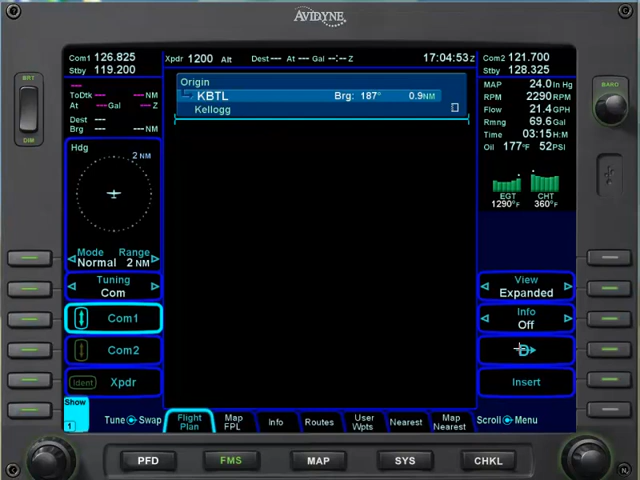 AVIDYNE
Com1 126.825
Stby 119.200
Xpdr 1200 Alt
Dest--- At --- Gal --:-- Z
17:04:53Z
Com2 121.700
Stby 128.325
BRT
DIM
BARO
---
ToDtk --- --- NM
At --- Gal --- Z
Dest ---
Brg --- --- NM
Origin
KBTL Brg: 187° 0.9NM
Kellogg
MAP 24.0 In Hg
RPM 2290 RPM
Flow 21.4 GPH
Rmng 69.6 Gal
Time 03:15 H:M
Oil 177°F 52 PSI
EGT CHT
1290°F 360°F
Hdg
2 NM
Mode Range
Normal 2 NM
Tuning
Com
Com1
Com2
Ident Xpdr
View
Expanded
Info
Off
D
Insert
Show
1
Tune Swap
Flight
Plan
Map
FPL
Info
Routes
User
Wpts
Nearest
Map
Nearest
Scroll Menu
PFD FMS MAP SYS CHKL